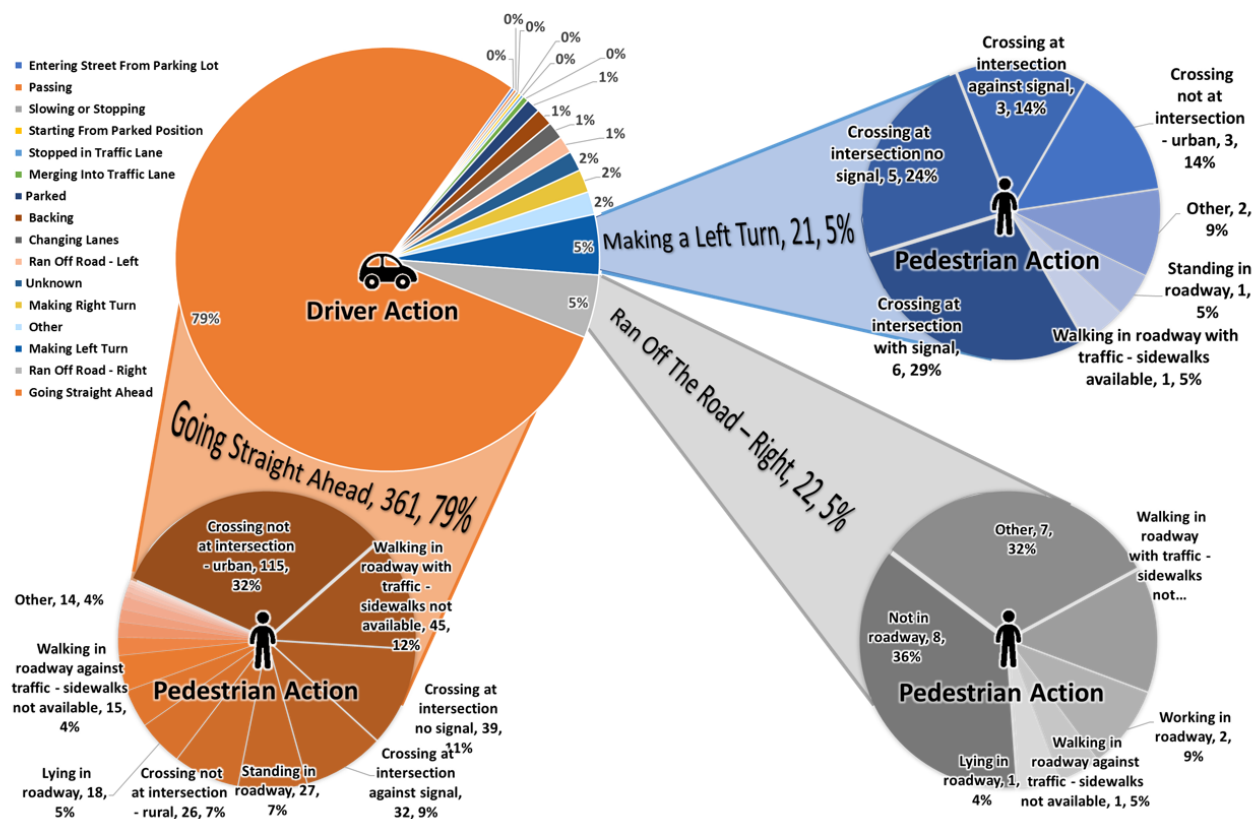 Entering Street From Parking Lot
Passing
Slowing or Stopping
Starting From Parked Position
Stopped in Traffic Lane
Merging Into Traffic Lane
Parked
Backing
Changing Lanes
Ran Off Road - Left
Unknown
Making Right Turn
Other
Making Left Turn
Ran Off Road - Right
Going Straight Ahead
0%
0%
0%
0%
0%
0%
1%
1%
1%
1%
2%
2%
2%
5%
5%
79%
Driver Action
Making a Left Turn, 21, 5%
Crossing at
intersection
against signal,
3, 14%
Crossing
not at
intersection
- urban, 3,
14%
Crossing at
intersection no
signal, 5, 24%
Other, 2,
9%
Pedestrian Action
Standing in
roadway, 1,
5%
Crossing at
intersection
with signal,
6, 29%
Walking in roadway with
traffic - sidewalks
available, 1, 5%
Ran Off The Road – Right, 22, 5%
Other, 7,
32%
Walking in
roadway
with traffic -
sidewalks
not...
Not in
roadway, 8,
36%
Pedestrian Action
Working in
roadway, 2,
9%
Walking in
roadway against
traffic - sidewalks
not available, 1, 5%
Lying in
roadway, 1,
4%
Going Straight Ahead, 361, 79%
Crossing not
at intersection
- urban, 115,
32%
Walking in
roadway with
traffic -
sidewalks not
available, 45,
12%
Other, 14, 4%
Walking in
roadway against
traffic - sidewalks
not available, 15,
4%
Pedestrian Action
Crossing at
intersection
no signal, 39,
11%
Crossing at
intersection
against signal,
32, 9%
Lying in
roadway, 18,
5%
Crossing not
at intersection
- rural, 26, 7%
Standing in
roadway, 27,
7%